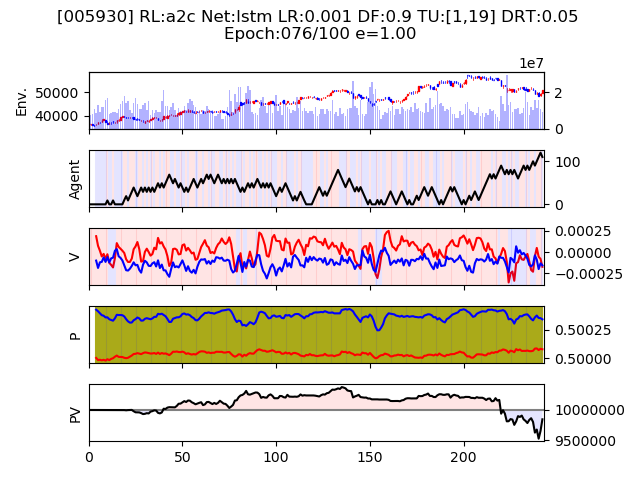 [005930] RL:a2c Net:lstm LR:0.001 DF:0.9 TU:[1,19] DRT:0.05
Epoch:076/100 e=1.00
1e7
Env.
50000
40000
2
0
Agent
100
0
V
0.00025
0.00000
−0.00025
P
0.50025
0.50000
PV
10000000
9500000
0 50 100 150 200